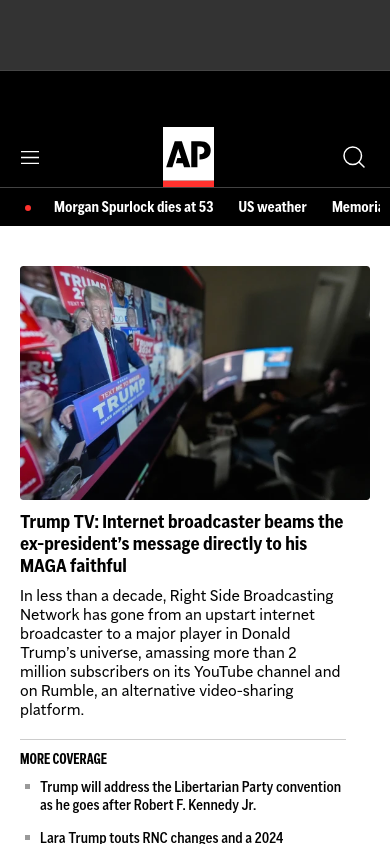 AP
Morgan Spurlock dies at 53 US weather Memoria
TRUMP
TEXT ME TO
TRUMP
Trump TV: Internet broadcaster beams the
ex-president’s message directly to his
MAGA faithful
In less than a decade, Right Side Broadcasting
Network has gone from an upstart internet
broadcaster to a major player in Donald
Trump’s universe, amassing more than 2
million subscribers on its YouTube channel and
on Rumble, an alternative video-sharing
platform.
MORE COVERAGE
Trump will address the Libertarian Party convention
as he goes after Robert F. Kennedy Jr.
Lara Trump touts RNC changes and a 2024